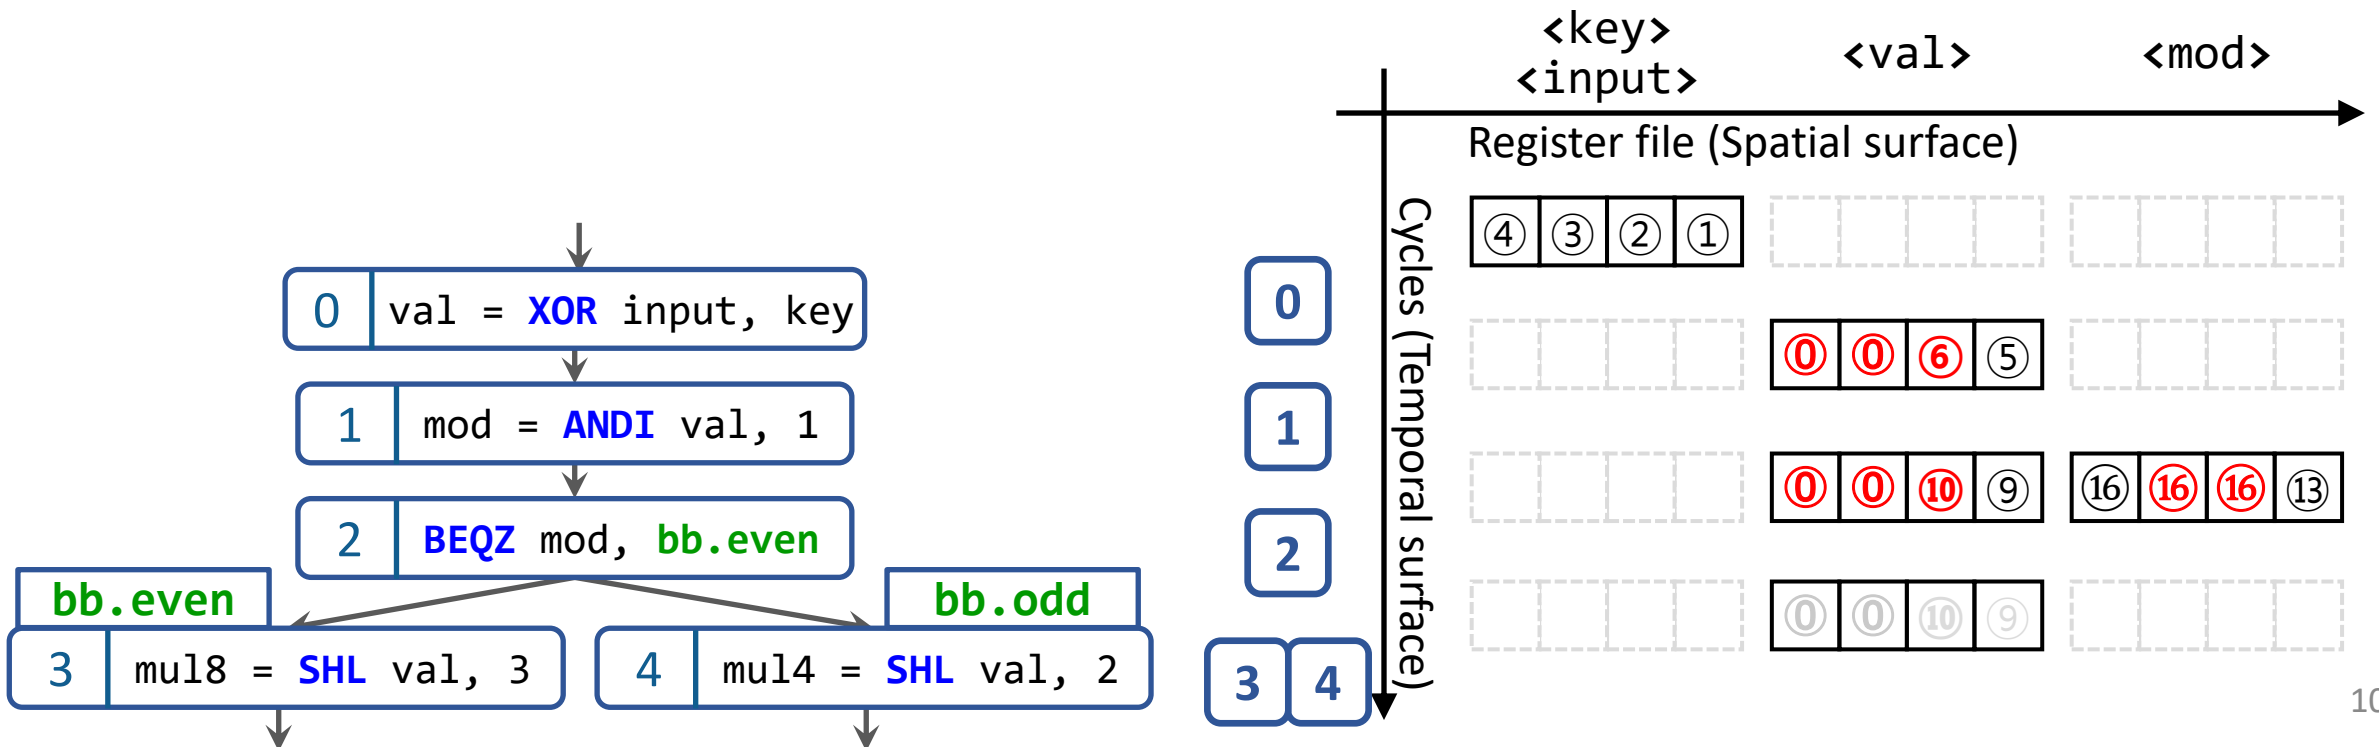 <key>
<input>
<val>
<mod>
Register file (Spatial surface)
Cycles (Temporal surface)
④ ③ ② ①
0 val = XOR input, key
0
⓪ ⓪ ⑥ ⑤
1 mod = ANDI val, 1
1
⓪ ⓪ ⑩ ⑨ ⑯ ⑯ ⑯ ⑬
2 BEQZ mod, bb.even
2
bb.even
bb.odd
⓪ ⓪ ⑩ ⑨
3 mul8 = SHL val, 3
4 mul4 = SHL val, 2
3 4